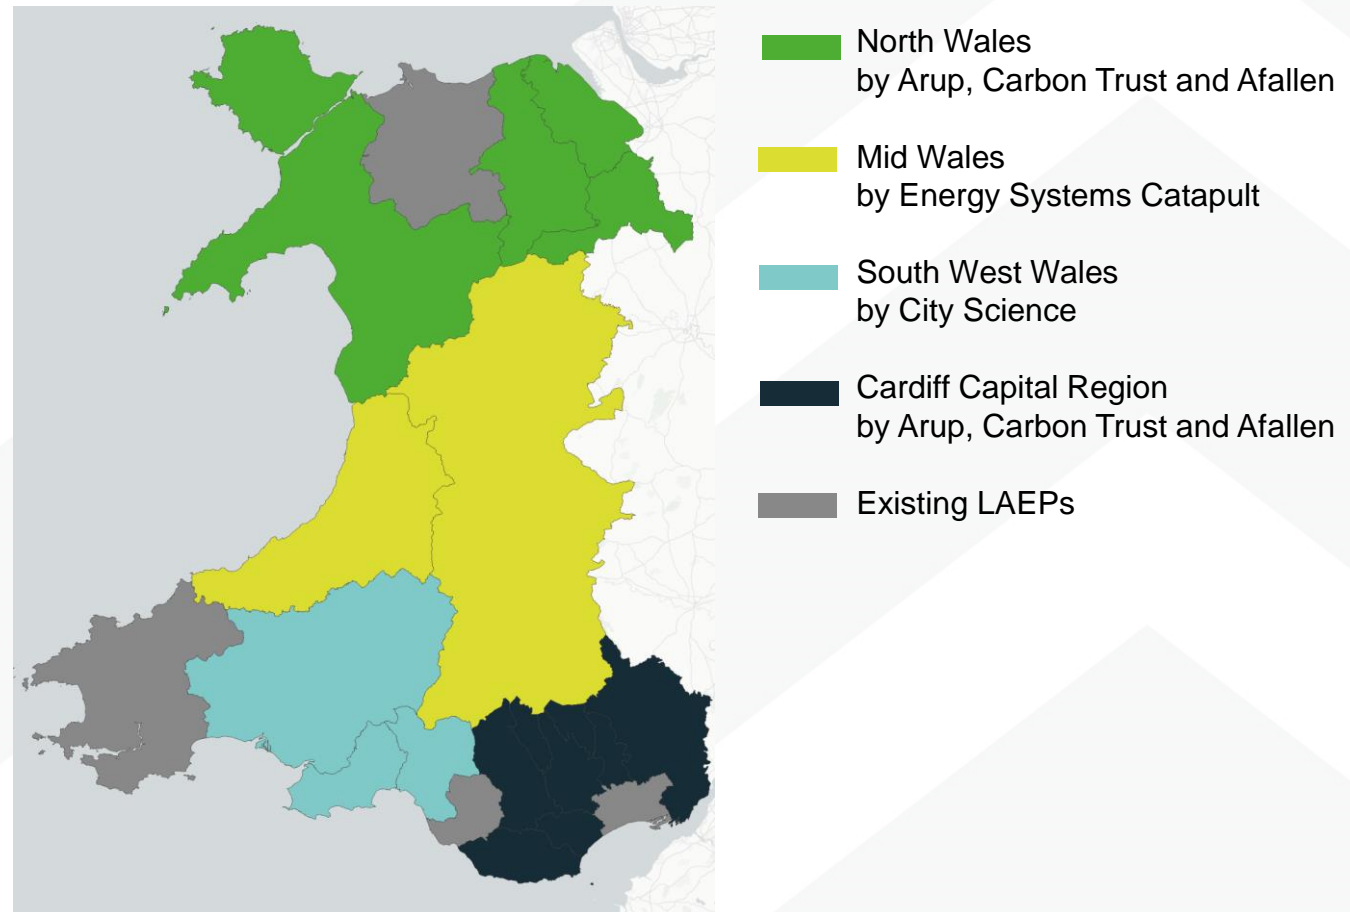 North Wales
by Arup, Carbon Trust and Afallen
Mid Wales
by Energy Systems Catapult
South West Wales
by City Science
Cardiff Capital Region
by Arup, Carbon Trust and Afallen
Existing LAEPs